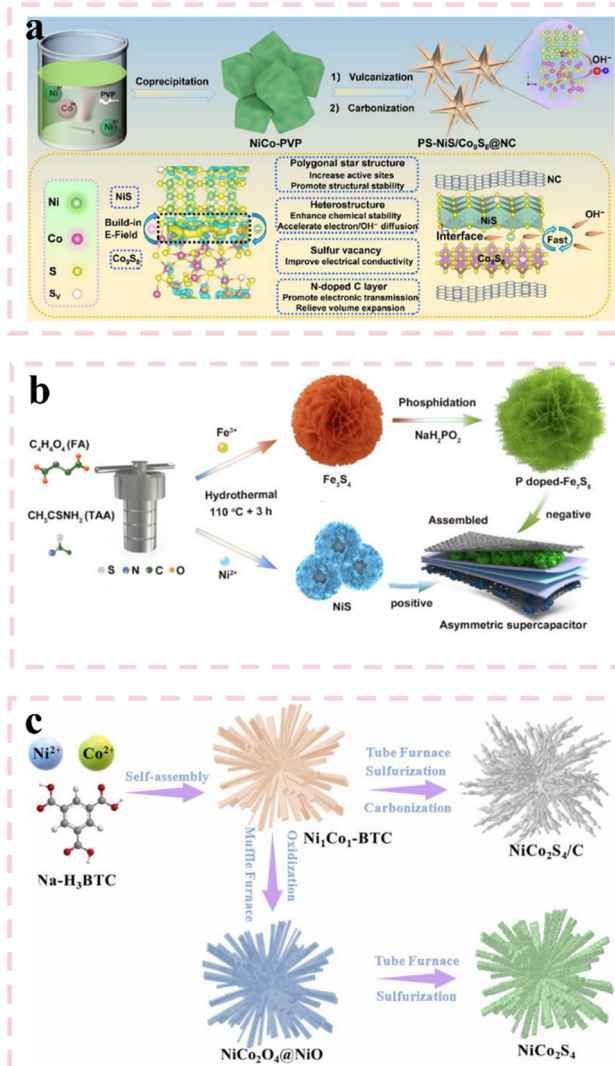 a
Ni²⁺
Co²⁺
PVP
Ni²⁺
Coprecipitation
NiCo-PVP
1) Vulcanization
2) Carbonization
PS-NiS/Co₉S₈@NC
OH⁻
Ni
Co
S
Sᵥ
NiS
Build-in
E-Field
Co₉S₈
Polygonal star structure
Increase active sites
Promote structural stability
Heterostructure
Enhance chemical stability
Accelerate electron/OH⁻ diffusion
Sulfur vacancy
Improve electrical conductivity
N-doped C layer
Promote electronic transmission
Relieve volume expansion
NC
NiS
Interface
Co₉S₈
OH⁻
Fast
b
C₄H₄O₄ (FA)
CH₃CSNH₂ (TAA)
S N C O
Fe³⁺
Hydrothermal
110 °C + 3 h
Ni²⁺
Fe₃S₄
Phosphidation
NaH₂PO₂
P doped-Fe₇S₈
negative
NiS
positive
Assembled
Asymmetric supercapacitor
c
Ni²⁺
Co²⁺
Na-H₃BTC
Self-assembly
Ni₁Co₁-BTC
Tube Furnace
Sulfurization
Carbonization
NiCo₂S₄/C
Muffle Furnace
Oxidization
NiCo₂O₄@NiO
Tube Furnace
Sulfurization
NiCo₂S₄